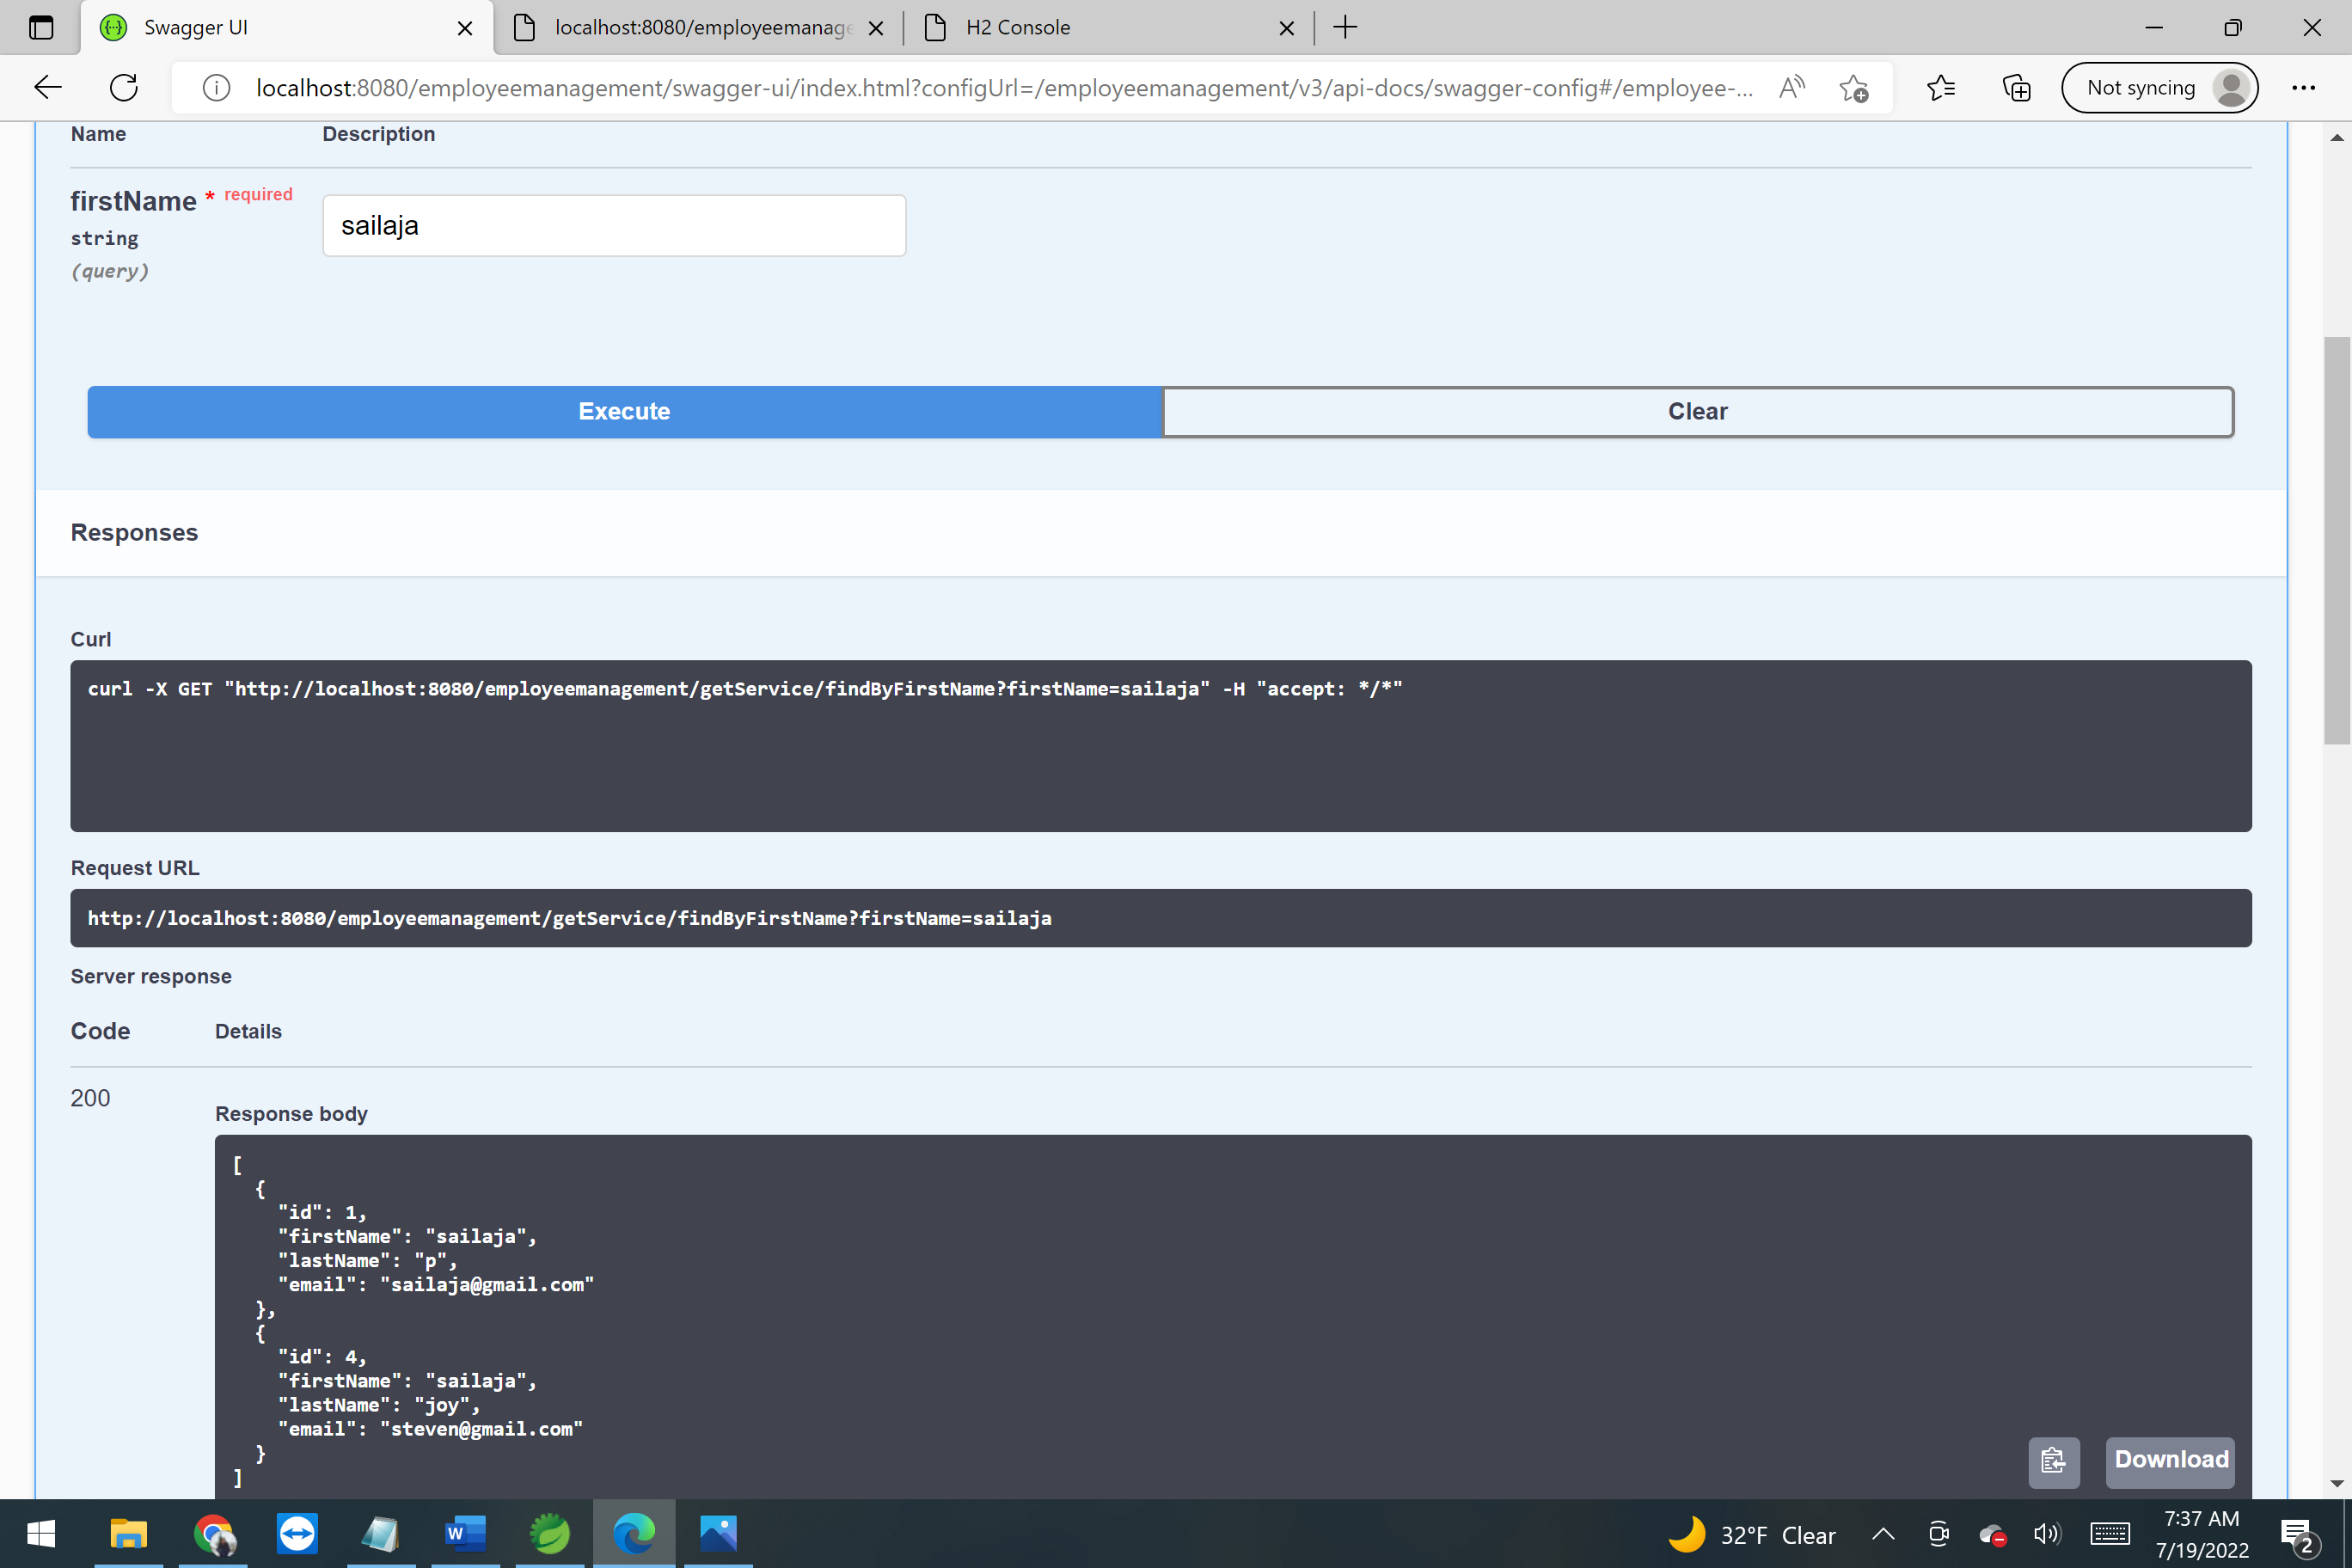 Swagger UI
localhost:8080/employeemanage
H2 Console
localhost:8080/employeemanagement/swagger-ui/index.html?configUrl=/employeemanagement/v3/api-docs/swagger-config#/employee-...
Not syncing
Name Description
firstName * required
string
(query)
sailaja
Execute Clear
Responses
Curl
curl -X GET "http://localhost:8080/employeemanagement/getService/findByFirstName?firstName=sailaja" -H "accept: */*"
Request URL
http://localhost:8080/employeemanagement/getService/findByFirstName?firstName=sailaja
Server response
Code Details
200
Response body
[
  {
    "id": 1,
    "firstName": "sailaja",
    "lastName": "p",
    "email": "sailaja@gmail.com"
  },
  {
    "id": 4,
    "firstName": "sailaja",
    "lastName": "joy",
    "email": "steven@gmail.com"
  }
]
Download
32°F Clear
7:37 AM
7/19/2022
2